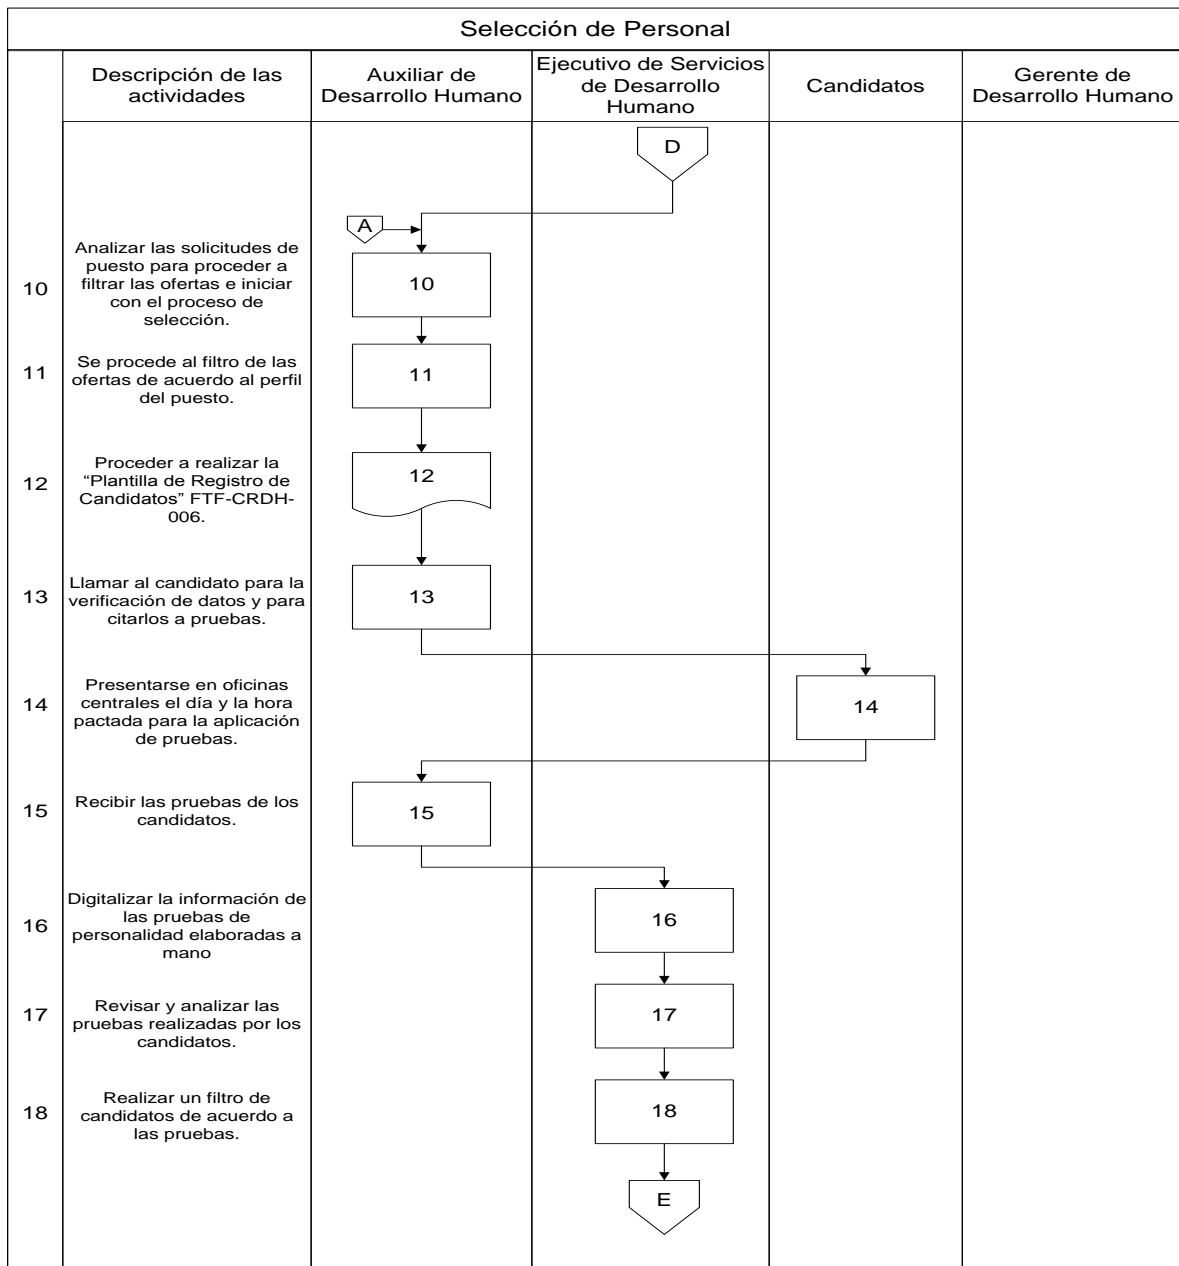 Selección de Personal
Descripción de las
actividades
Auxiliar de
Desarrollo Humano
Ejecutivo de Servicios
de Desarrollo
Humano
Candidatos
Gerente de
Desarrollo Humano
D
A
10
Analizar las solicitudes de
puesto para proceder a
filtrar las ofertas e iniciar
con el proceso de
selección.
10
11
Se procede al filtro de las
ofertas de acuerdo al perfil
del puesto.
11
12
Proceder a realizar la
“Plantilla de Registro de
Candidatos” FTF-CRDH-
006.
12
13
Llamar al candidato para la
verificación de datos y para
citarlos a pruebas.
13
14
Presentarse en oficinas
centrales el día y la hora
pactada para la aplicación
de pruebas.
14
15
Recibir las pruebas de los
candidatos.
15
16
Digitalizar la información de
las pruebas de
personalidad elaboradas a
mano
16
17
Revisar y analizar las
pruebas realizadas por los
candidatos.
17
18
Realizar un filtro de
candidatos de acuerdo a
las pruebas.
18
E